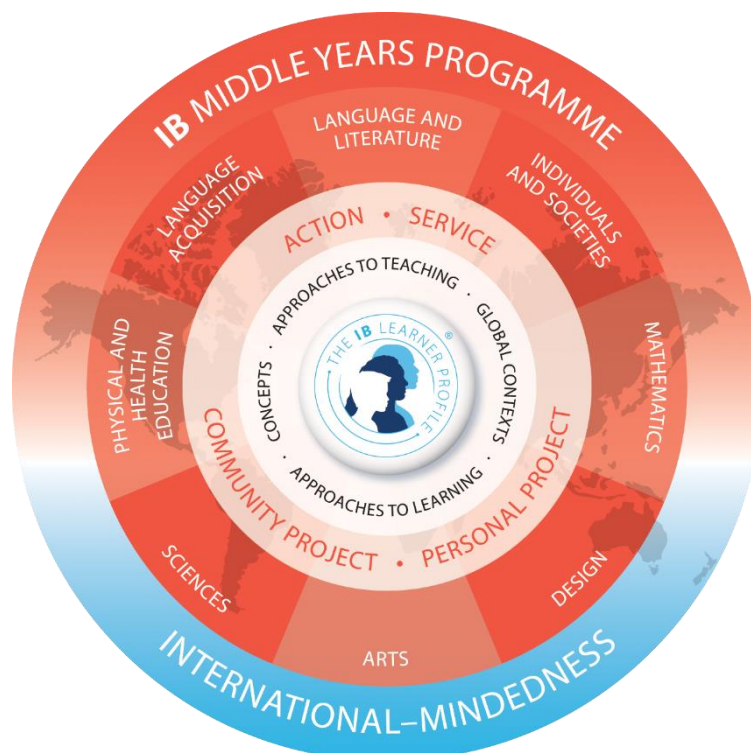 IB MIDDLE YEARS PROGRAMME
LANGUAGE AND
LITERATURE
INDIVIDUALS
AND SOCIETIES
MATHEMATICS
DESIGN
ARTS
SCIENCES
PHYSICAL AND
HEALTH
EDUCATION
LANGUAGE
ACQUISITION
ACTION • SERVICE
PERSONAL PROJECT •
COMMUNITY PROJECT
APPROACHES TO TEACHING ·
GLOBAL CONTEXTS ·
APPROACHES TO LEARNING ·
CONCEPTS ·
THE IB LEARNER PROFILE ®
INTERNATIONAL–MINDEDNESS